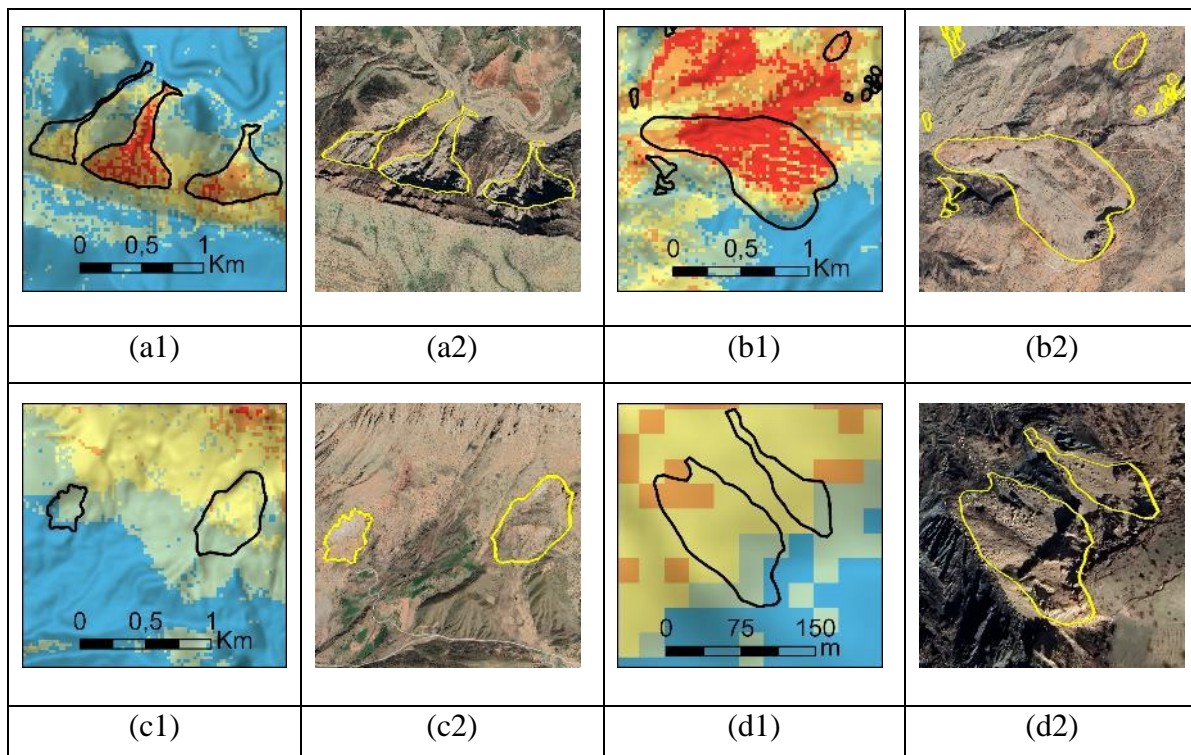 0 0,5 1
Km
0 0,5 1
Km
(a1) (a2) (b1) (b2)
0 0,5 1
Km
0 75 150
m
(c1) (c2) (d1) (d2)